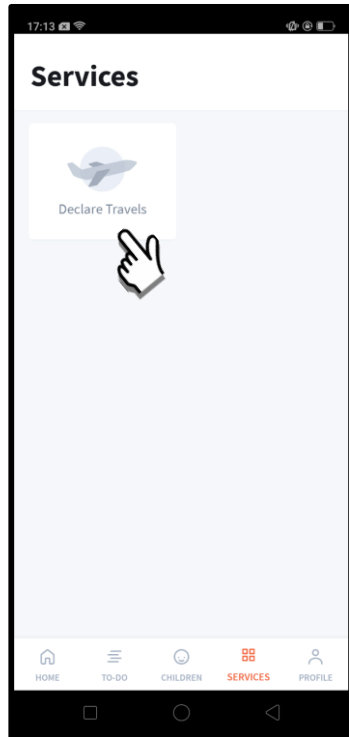 17:13
Services
Declare Travels
HOME TO-DO CHILDREN SERVICES PROFILE